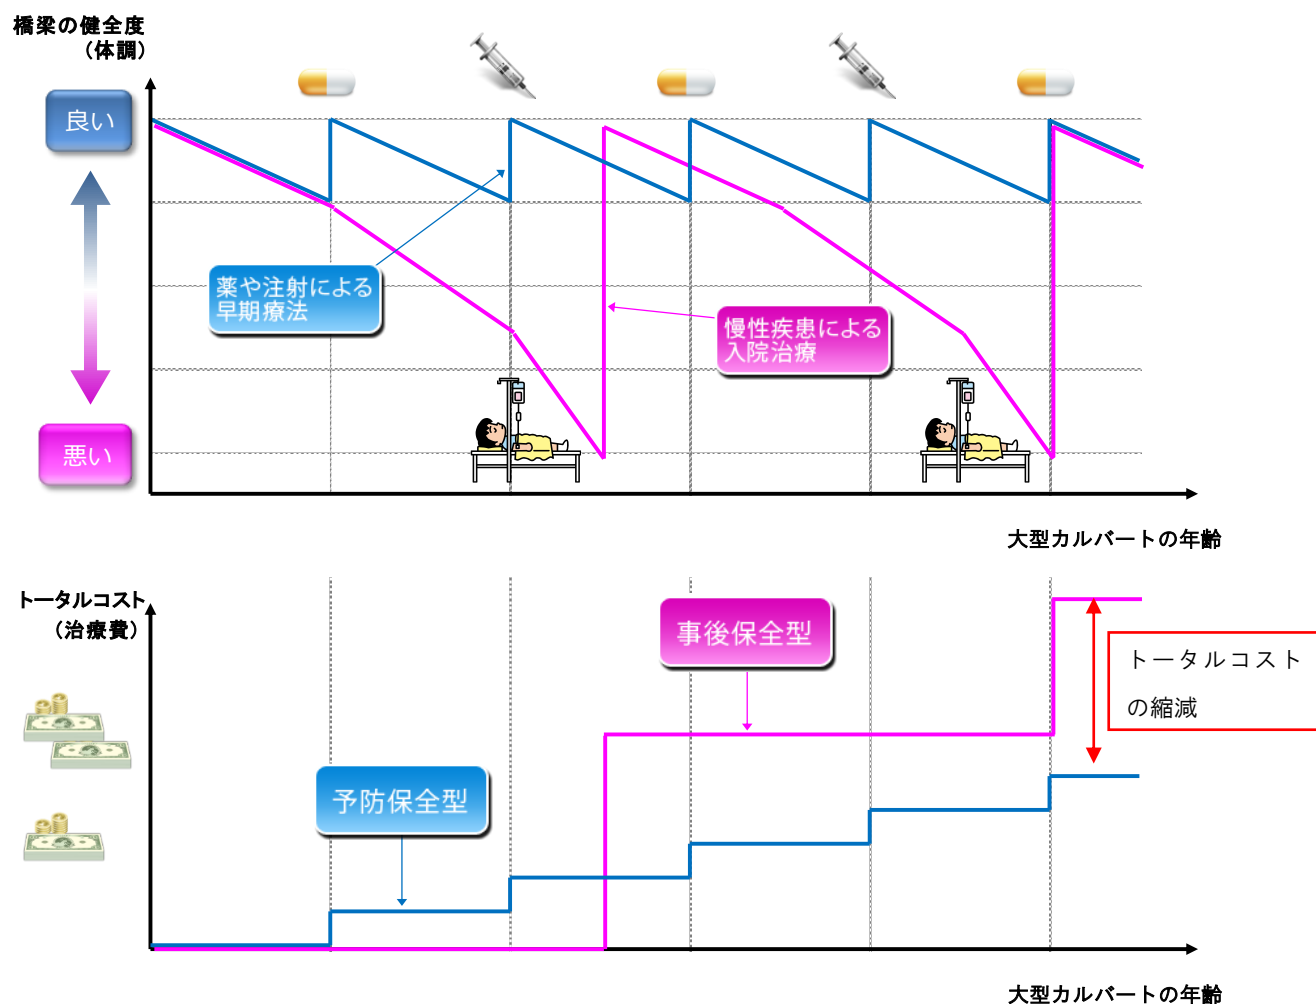 橋梁の健全度
（体調）
良い
薬や注射による
早期療法
慢性疾患による
入院治療
悪い
大型カルバートの年齢
トータルコスト
（治療費）
事後保全型
トータルコスト
の縮減
予防保全型
大型カルバートの年齢